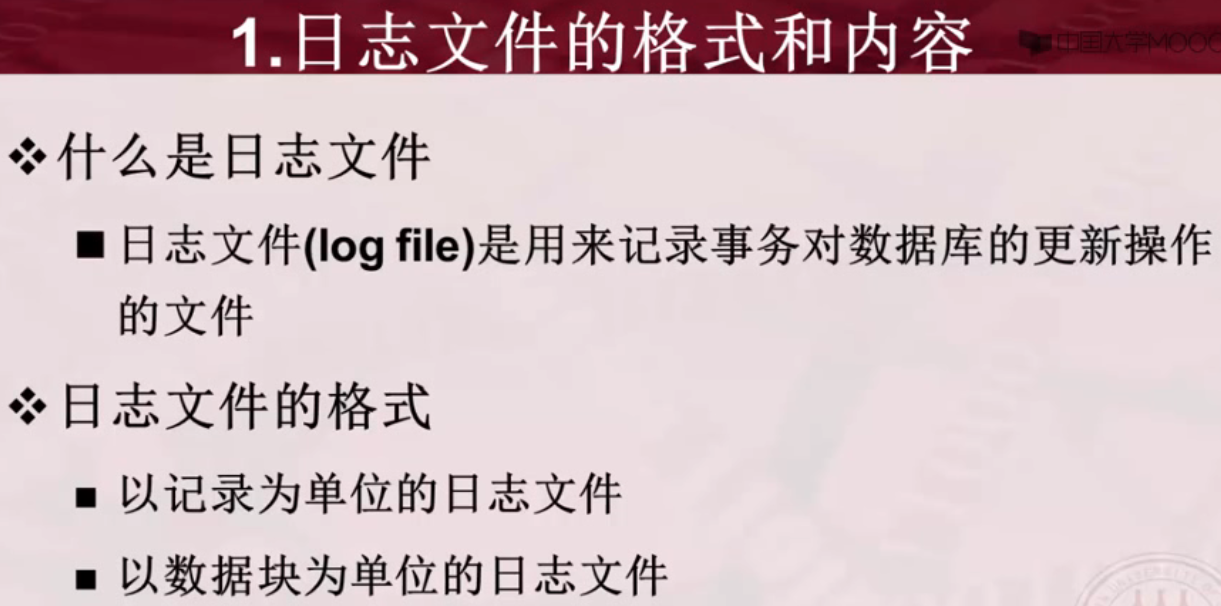 1.日志文件的格式和内容
中国大学MOOC
❖什么是日志文件
■日志文件(log file)是用来记录事务对数据库的更新操作
的文件
❖日志文件的格式
■ 以记录为单位的日志文件
■ 以数据块为单位的日志文件